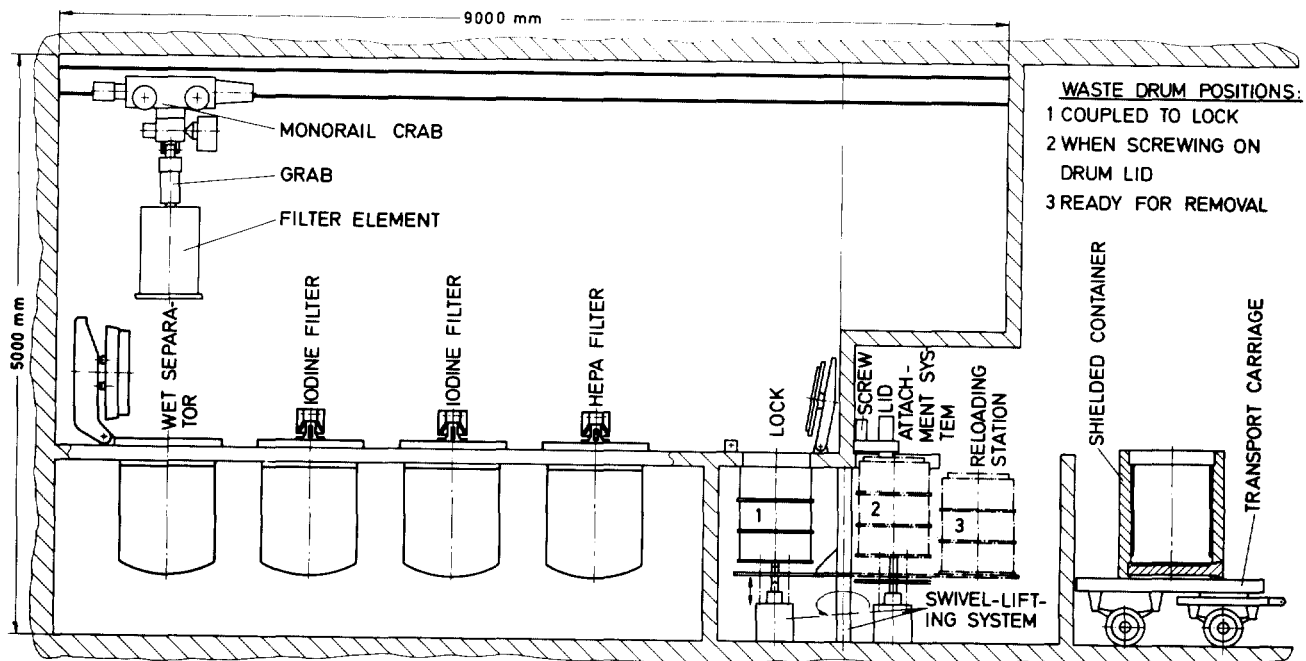 9000 mm
5000 mm
MONORAIL CRAB
GRAB
FILTER ELEMENT
WASTE DRUM POSITIONS:
1 COUPLED TO LOCK
2 WHEN SCREWING ON
DRUM LID
3 READY FOR REMOVAL
WET SEPARA-
TOR
IODINE FILTER
IODINE FILTER
HEPA FILTER
LOCK
SCREW
LID
ATTACH-
MENT SYS-
TEM
RELOADING
STATION
SHIELDED CONTAINER
TRANSPORT CARRIAGE
1
2
3
SWIVEL-LIFT-
ING SYSTEM